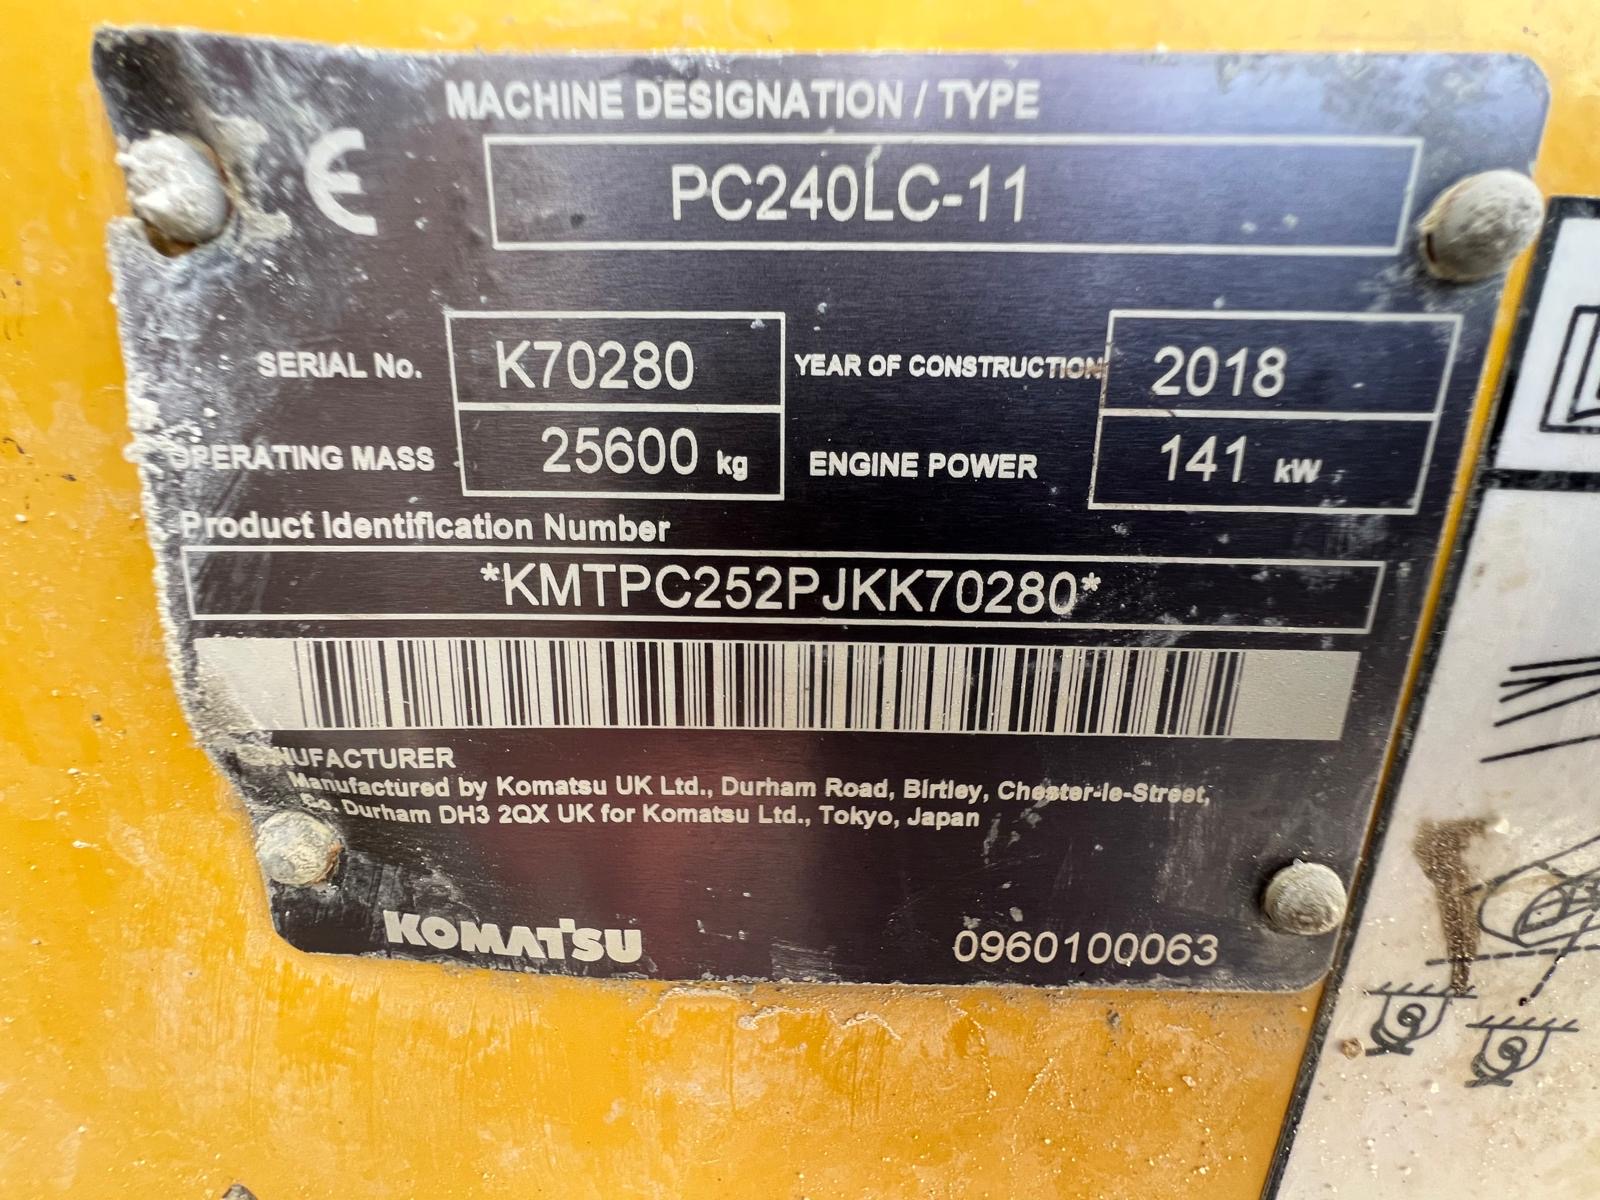 MACHINE DESIGNATION / TYPE
CE
PC240LC-11
SERIAL No. K70280 YEAR OF CONSTRUCTION 2018
OPERATING MASS 25600 kg ENGINE POWER 141 kW
Product Identification Number
*KMTPC252PJKK70280*
MANUFACTURER
Manufactured by Komatsu UK Ltd., Durham Road, Birtley, Chester-le-Street,
Co. Durham DH3 2QX UK for Komatsu Ltd., Tokyo, Japan
KOMATSU 0960100063